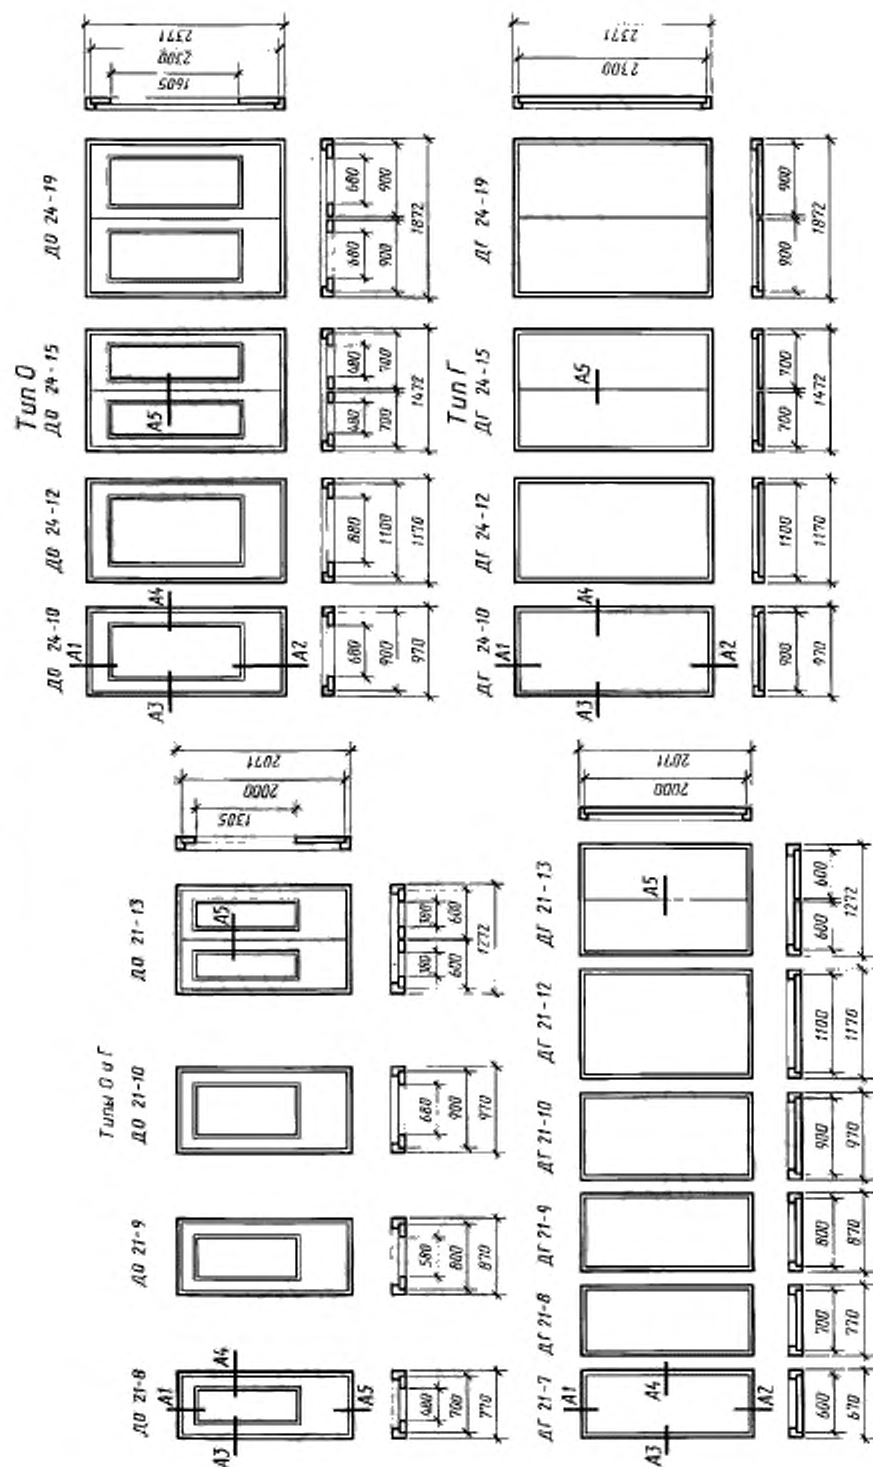 Типы О и Г
ДО 21-8
ДО 21-9
ДО 21-10
ДО 21-13
А1
А3
А4
А5
А5
480
700
770
580
800
870
680
900
970
380
380
600
600
1272
1305
2000
2071
ДГ 21-7
ДГ 21-8
ДГ 21-9
ДГ 21-10
ДГ 21-12
ДГ 21-13
А1
А3
А4
А2
А5
600
670
700
770
800
870
900
970
1100
1170
600
600
1272
2000
2071
Тип О
ДО 24-10
ДО 24-12
ДО 24-15
ДО 24-19
А1
А3
А4
А2
А5
680
900
970
880
1100
1170
480
480
700
700
1472
680
680
900
900
1872
1605
2300
2371
Тип Г
ДГ 24-10
ДГ 24-12
ДГ 24-15
ДГ 24-19
А1
А3
А4
А2
А5
900
970
1100
1170
700
700
1472
900
900
1872
2300
2371